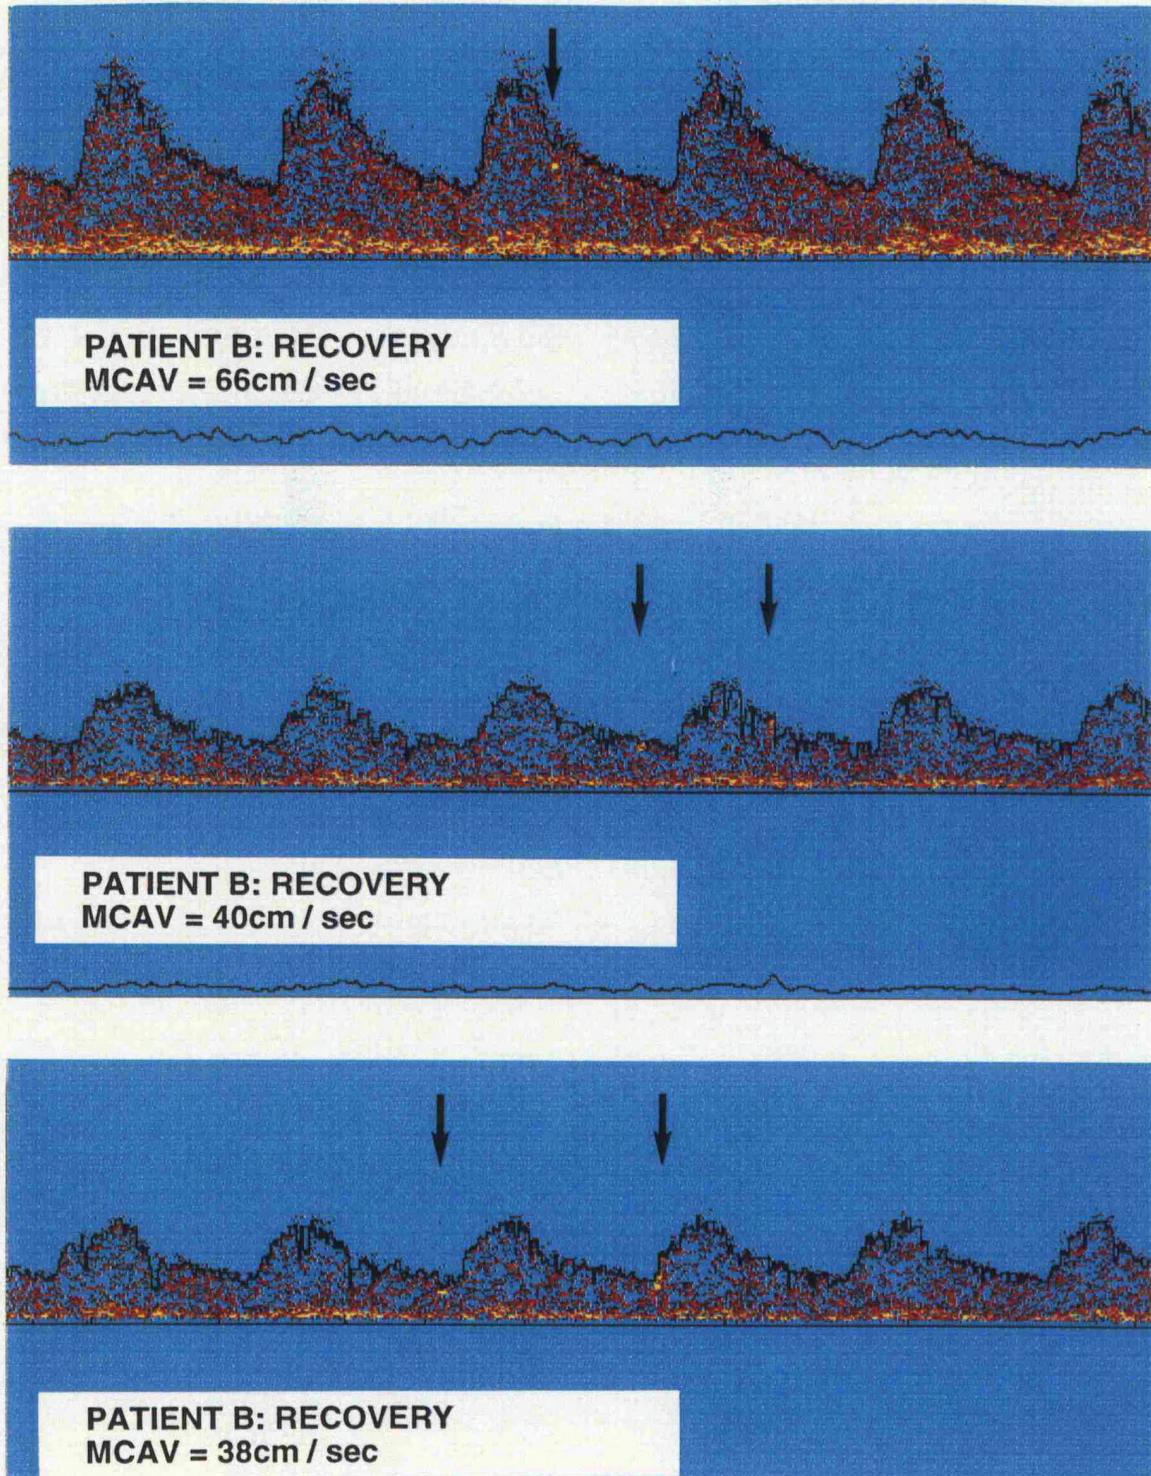 PATIENT B: RECOVERY
MCAV = 66cm / sec
PATIENT B: RECOVERY
MCAV = 40cm / sec
PATIENT B: RECOVERY
MCAV = 38cm / sec